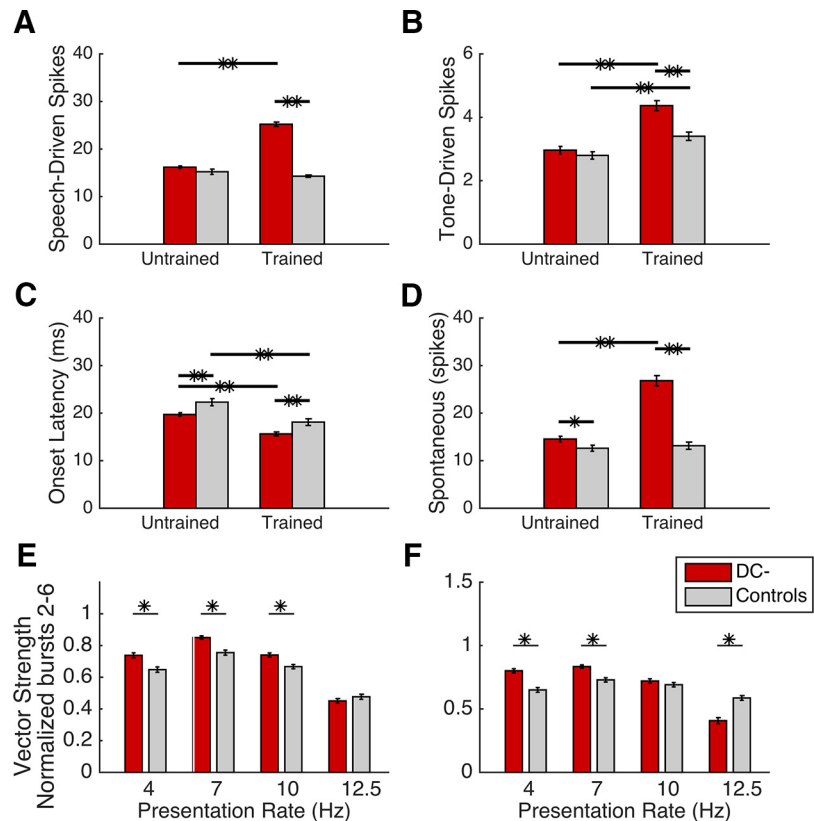 A
Speech-Driven Spikes
40
30
20
10
0
Untrained Trained
B
Tone-Driven Spikes
6
4
2
0
Untrained Trained
C
Onset Latency (ms)
40
30
20
10
0
Untrained Trained
D
Spontaneous (spikes)
40
30
20
10
0
Untrained Trained
E
Vector Strength
Normalized bursts 2-6
1
0.8
0.6
0.4
0.2
0
4 7 10 12.5
Presentation Rate (Hz)
F
DC-
Controls
1.5
1
0.5
0
4 7 10 12.5
Presentation Rate (Hz)